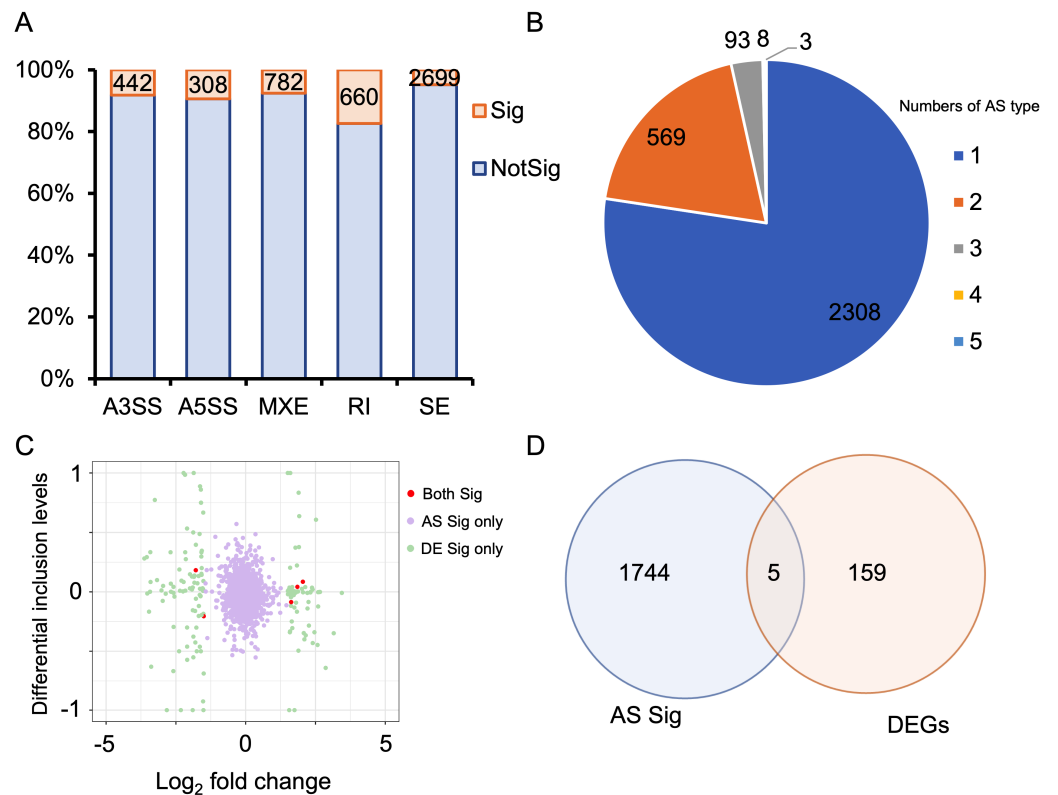 A
100%
80%
60%
40%
20%
0%
442
308
782
660
2699
Sig
NotSig
A3SS
A5SS
MXE
RI
SE
B
93
8
3
569
2308
Numbers of AS type
1
2
3
4
5
C
Differential inclusion levels
1
0
-1
-5
0
5
Log₂ fold change
Both Sig
AS Sig only
DE Sig only
D
1744
5
159
AS Sig
DEGs